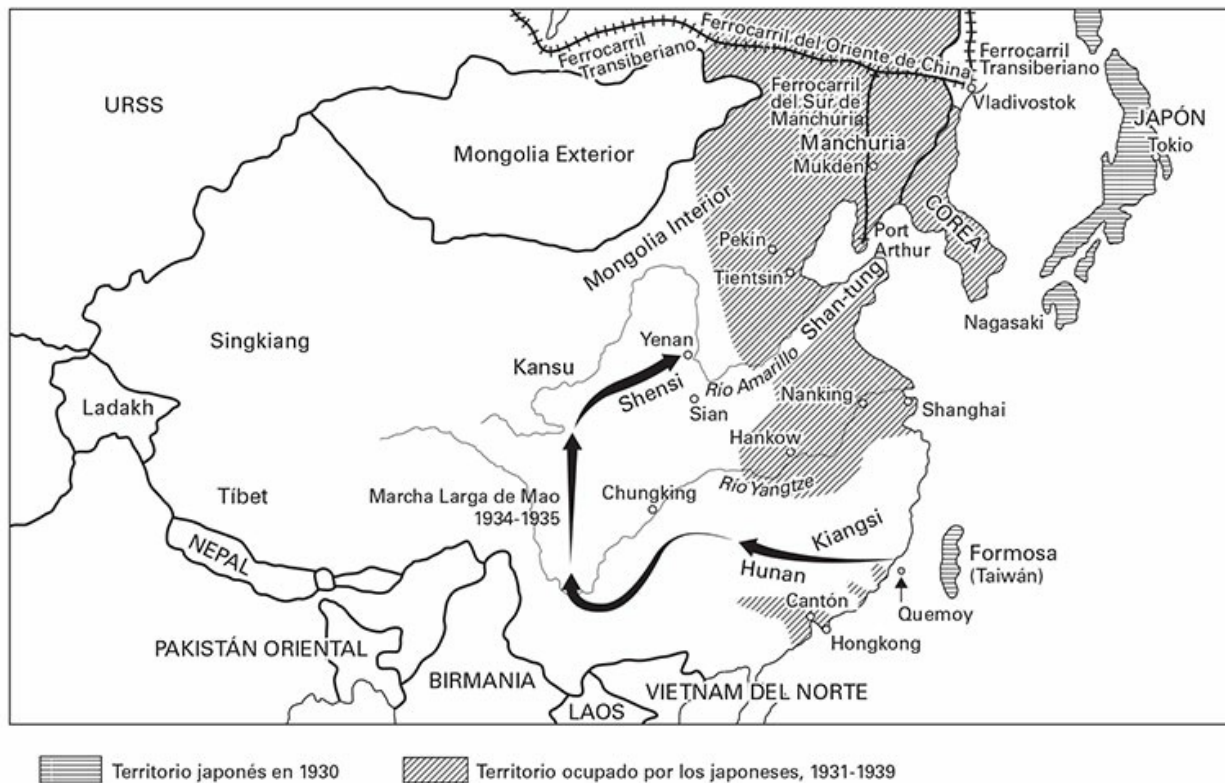 Ferrocarril del Oriente de China
Ferrocarril
Transiberiano
Ferrocarril
Transiberiano
URSS
Ferrocarril
del Sur de
Manchuria
Vladivostok
JAPÓN
Tokio
Mongolia Exterior
Manchuria
Mukden
Mongolia Interior
COREA
Pekin
Port
Arthur
Tientsin
Shan-tung
Nagasaki
Singkiang
Yenan
Kansu
Río Amarillo
Shensi
Sian
Nanking
Shanghai
Ladakh
Hankow
Río Yangtze
Tíbet
Marcha Larga de Mao
1934-1935
Chungking
Kiangsi
NEPAL
Hunan
Formosa
(Taiwán)
Cantón
Quemoy
Hongkong
PAKISTÁN ORIENTAL
BIRMANIA
VIETNAM DEL NORTE
LAOS
Territorio japonés en 1930
Territorio ocupado por los japoneses, 1931-1939